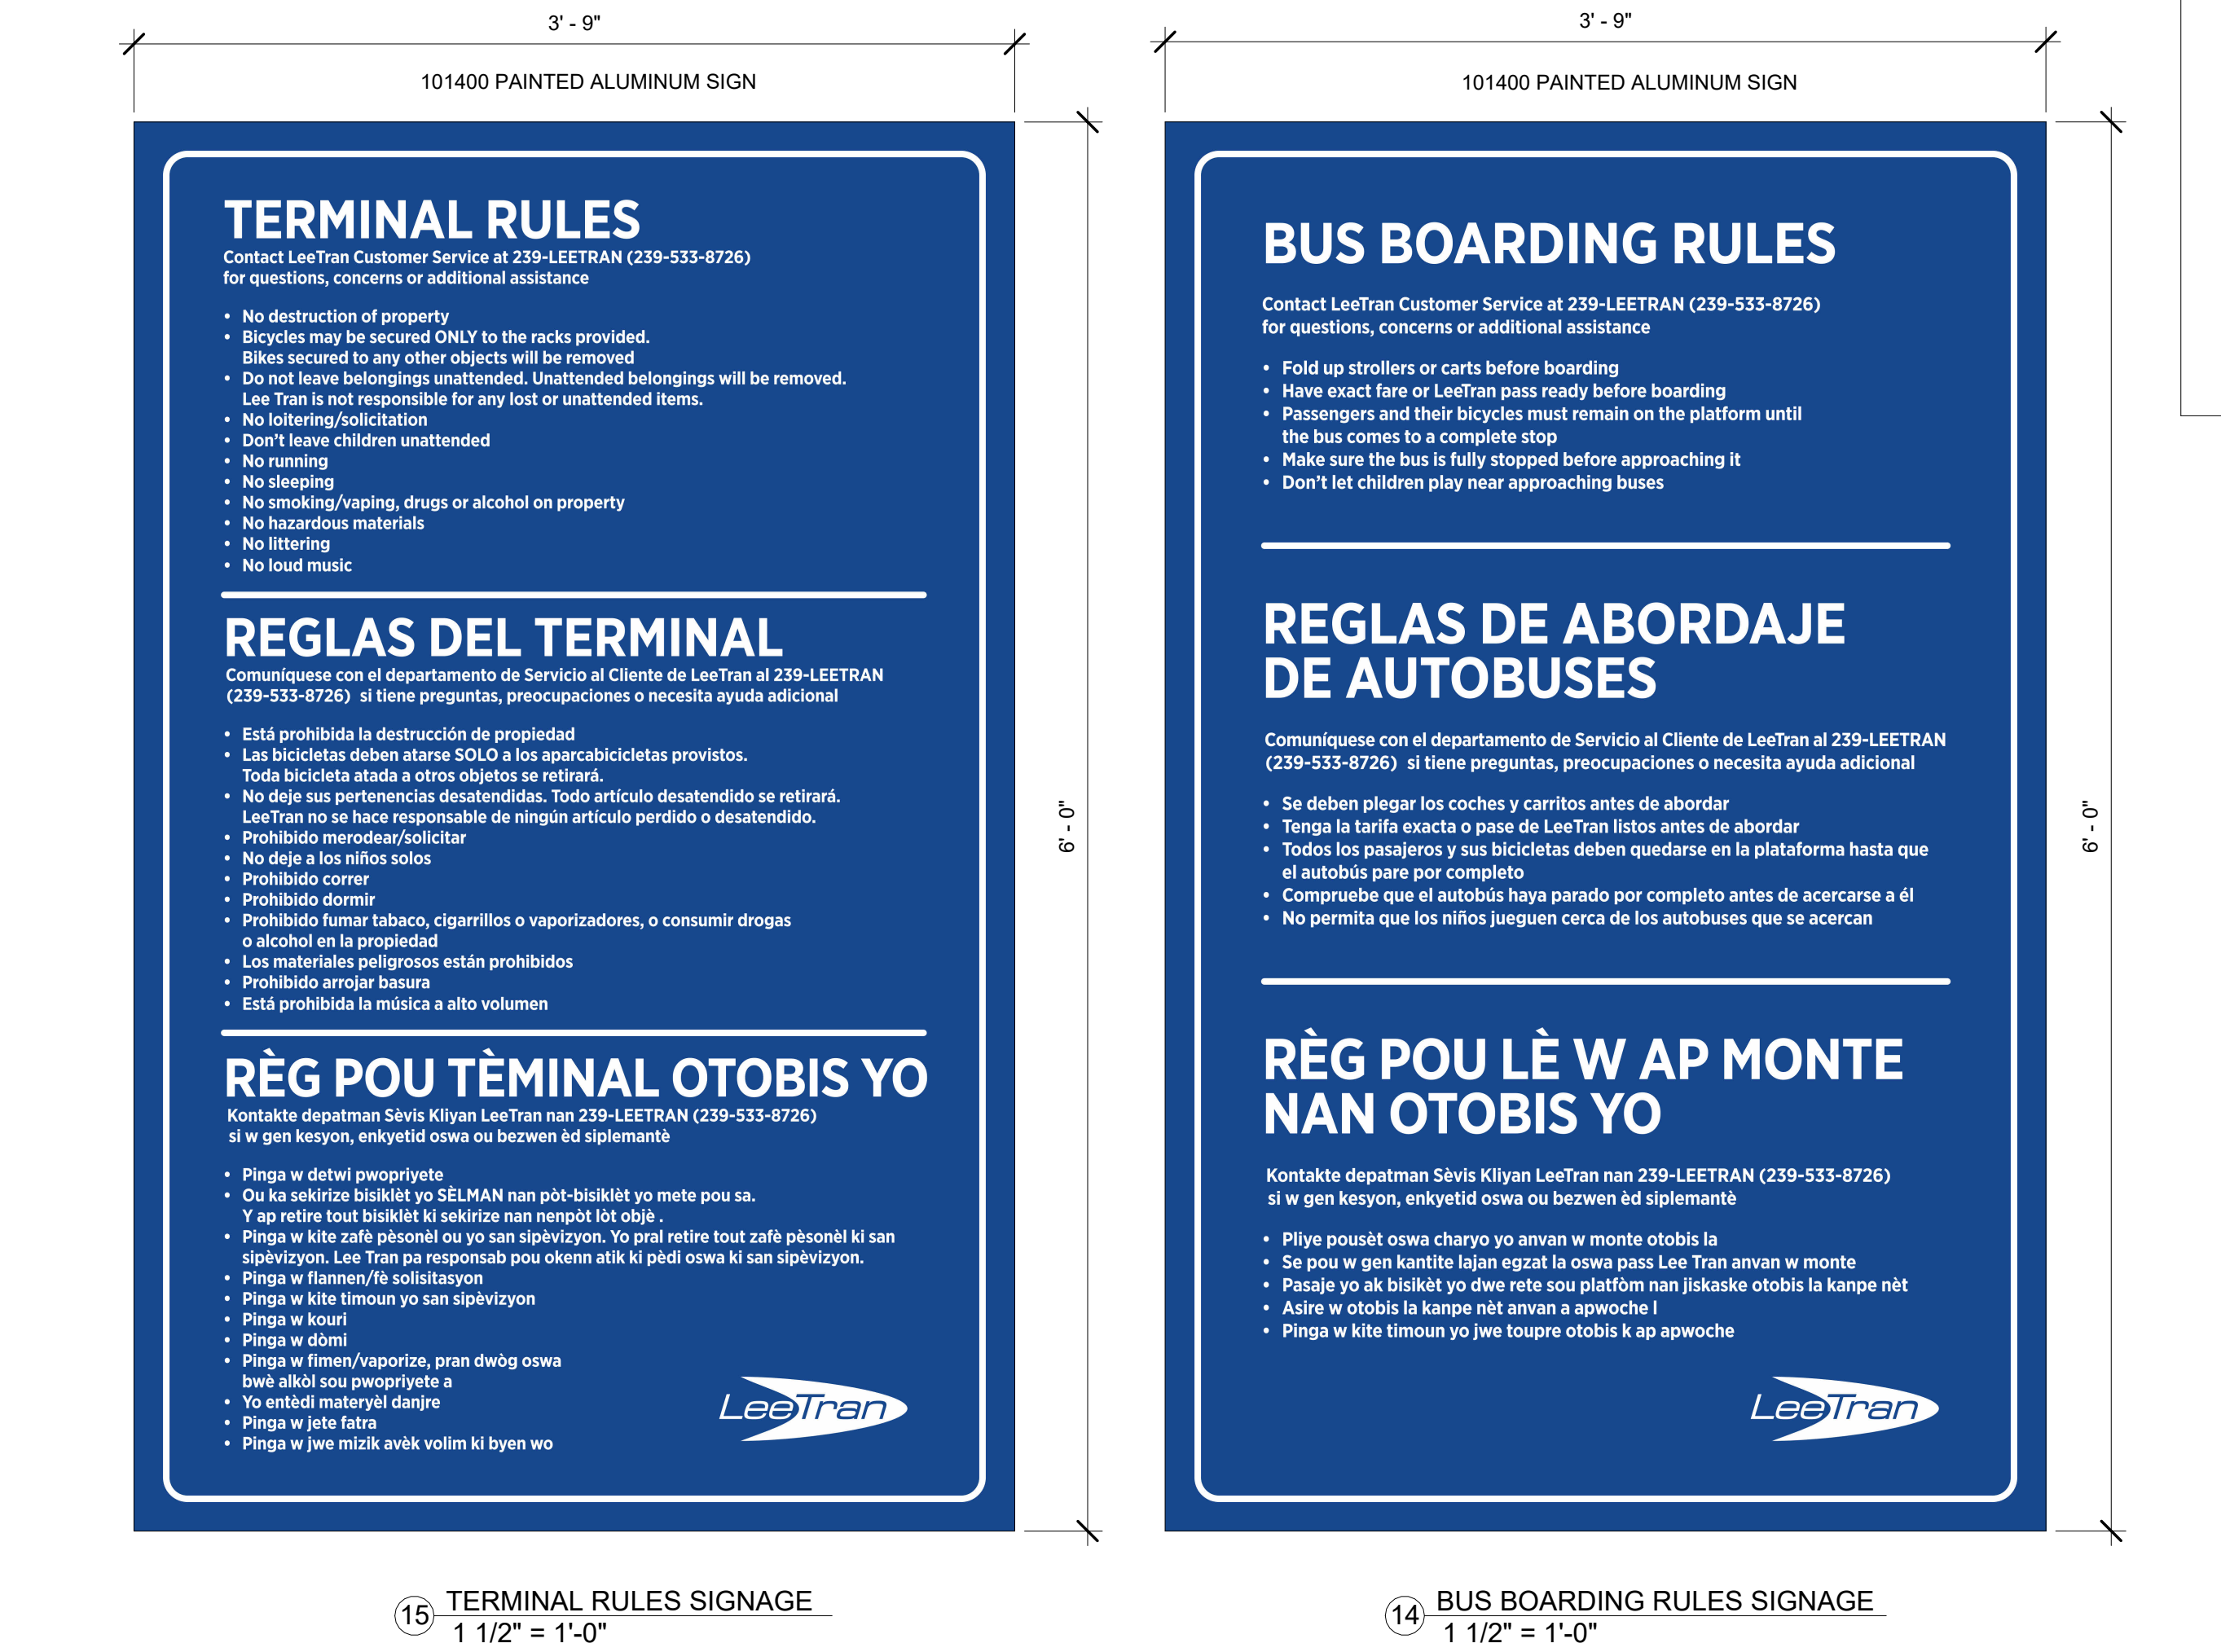 3' - 9"
101400 PAINTED ALUMINUM SIGN
TERMINAL RULES
Contact LeeTran Customer Service at 239-LEETRAN (239-533-8726)
for questions, concerns or additional assistance
• No destruction of property
• Bicycles may be secured ONLY to the racks provided.
Bikes secured to any other objects will be removed
• Do not leave belongings unattended. Unattended belongings will be removed.
Lee Tran is not responsible for any lost or unattended items.
• No loitering/solicitation
• Don’t leave children unattended
• No running
• No sleeping
• No smoking/vaping, drugs or alcohol on property
• No hazardous materials
• No littering
• No loud music
REGLAS DEL TERMINAL
Comuníquese con el departamento de Servicio al Cliente de LeeTran al 239-LEETRAN
(239-533-8726)  si tiene preguntas, preocupaciones o necesita ayuda adicional
• Está prohibida la destrucción de propiedad
• Las bicicletas deben atarse SOLO a los aparcabicicletas provistos.
Toda bicicleta atada a otros objetos se retirará.
• No deje sus pertenencias desatendidas. Todo artículo desatendido se retirará.
LeeTran no se hace responsable de ningún artículo perdido o desatendido.
• Prohibido merodear/solicitar
• No deje a los niños solos
• Prohibido correr
• Prohibido dormir
• Prohibido fumar tabaco, cigarrillos o vaporizadores, o consumir drogas
o alcohol en la propiedad
• Los materiales peligrosos están prohibidos
• Prohibido arrojar basura
• Está prohibida la música a alto volumen
RÈG POU TÈMINAL OTOBIS YO
Kontakte depatman Sèvis Kliyan LeeTran nan 239-LEETRAN (239-533-8726)
si w gen kesyon, enkyetid oswa ou bezwen èd siplemantè
• Pinga w detwi pwopriyete
• Ou ka sekirize bisiklèt yo SÈLMAN nan pòt-bisiklèt yo mete pou sa.
Y ap retire tout bisiklèt ki sekirize nan nenpòt lòt objè .
• Pinga w kite zafè pèsonèl ou yo san sipèvizyon. Yo pral retire tout zafè pèsonèl ki san
sipèvizyon. Lee Tran pa responsab pou okenn atik ki pèdi oswa ki san sipèvizyon.
• Pinga w flannen/fè solisitasyon
• Pinga w kite timoun yo san sipèvizyon
• Pinga w kouri
• Pinga w dòmi
• Pinga w fimen/vaporize, pran dwòg oswa
bwè alkòl sou pwopriyete a
• Yo entèdi materyèl danjre
• Pinga w jete fatra
• Pinga w jwe mizik avèk volim ki byen wo
LeeTran
6' - 0"
15 TERMINAL RULES SIGNAGE
1 1/2" = 1'-0"
3' - 9"
101400 PAINTED ALUMINUM SIGN
BUS BOARDING RULES
Contact LeeTran Customer Service at 239-LEETRAN (239-533-8726)
for questions, concerns or additional assistance
• Fold up strollers or carts before boarding
• Have exact fare or LeeTran pass ready before boarding
• Passengers and their bicycles must remain on the platform until
the bus comes to a complete stop
• Make sure the bus is fully stopped before approaching it
• Don’t let children play near approaching buses
REGLAS DE ABORDAJE
DE AUTOBUSES
Comuníquese con el departamento de Servicio al Cliente de LeeTran al 239-LEETRAN
(239-533-8726)  si tiene preguntas, preocupaciones o necesita ayuda adicional
• Se deben plegar los coches y carritos antes de abordar
• Tenga la tarifa exacta o pase de LeeTran listos antes de abordar
• Todos los pasajeros y sus bicicletas deben quedarse en la plataforma hasta que
el autobús pare por completo
• Compruebe que el autobús haya parado por completo antes de acercarse a él
• No permita que los niños jueguen cerca de los autobuses que se acercan
RÈG POU LÈ W AP MONTE
NAN OTOBIS YO
Kontakte depatman Sèvis Kliyan LeeTran nan 239-LEETRAN (239-533-8726)
si w gen kesyon, enkyetid oswa ou bezwen èd siplemantè
• Pliye pousèt oswa charyo yo anvan w monte otobis la
• Se pou w gen kantite lajan egzat la oswa pass Lee Tran anvan w monte
• Pasaje yo ak bisikèt yo dwe rete sou platfòm nan jiskaske otobis la kanpe nèt
• Asire w otobis la kanpe nèt anvan a apwoche l
• Pinga w kite timoun yo jwe toupre otobis k ap apwoche
LeeTran
6' - 0"
14 BUS BOARDING RULES SIGNAGE
1 1/2" = 1'-0"